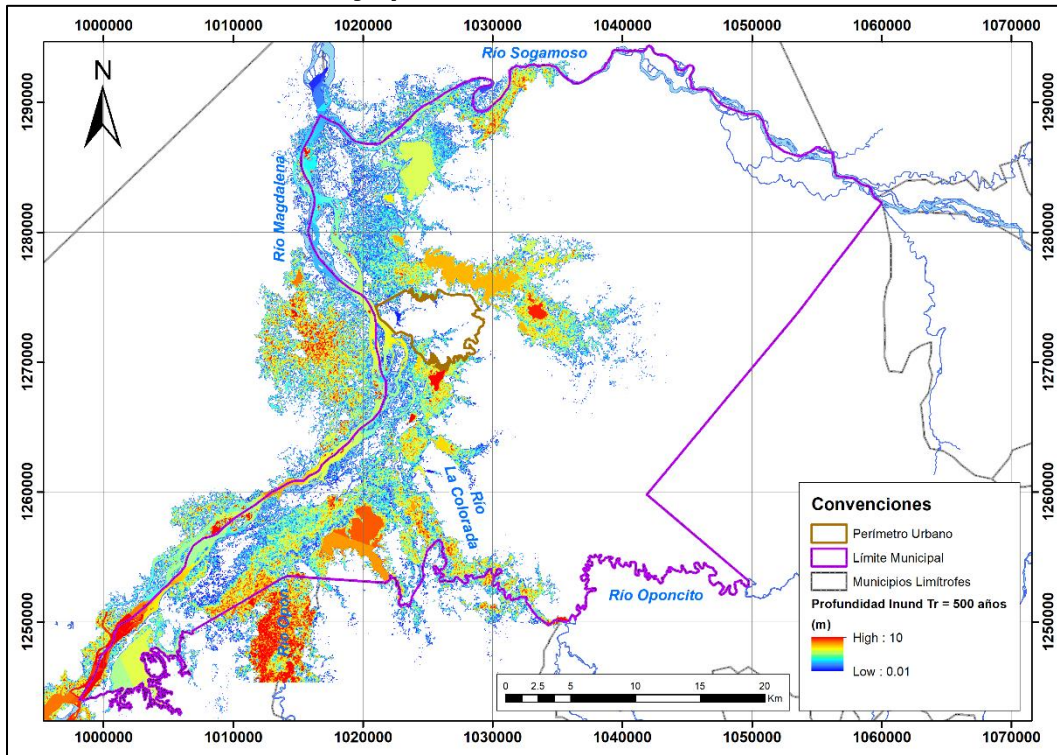 1000000 1010000 1020000 1030000 1040000 1050000 1060000 1070000
Río Sogamoso
N
1290000 1290000
Río Magdalena
1280000 1280000
1270000 1270000
1260000 1260000
Río
La Colorada
Río Oponcito
Río Opón
1250000 1250000
Convenciones
Perímetro Urbano
Límite Municipal
Municipios Limítrofes
Profundidad Inund Tr = 500 años
(m)
High : 10
Low : 0.01
0 2.5 5 10 15 20
Km
1000000 1010000 1020000 1030000 1040000 1050000 1060000 1070000